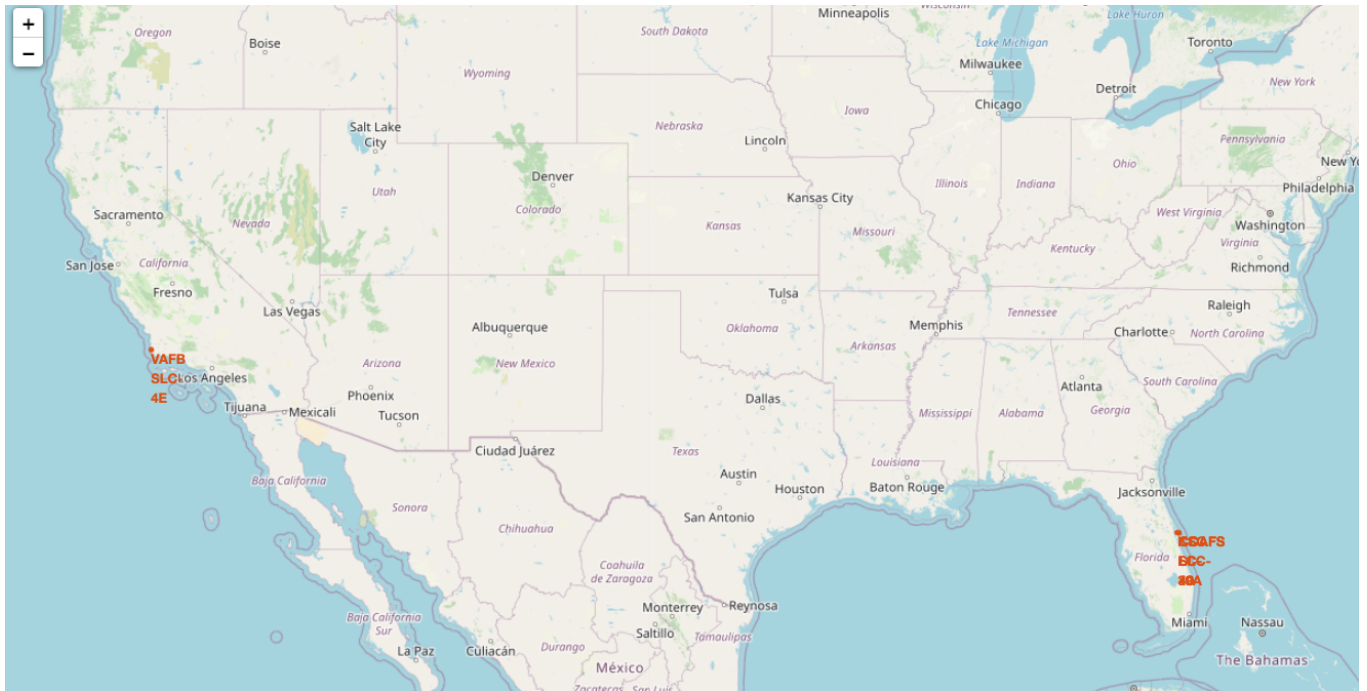 +
−
Oregon
Boise
South Dakota
Minneapolis
Wisconsin
Lake Huron
Toronto
Lake Michigan
Milwaukee
Wyoming
Detroit
New York
Chicago
Iowa
Salt Lake
City
Nebraska
Lincoln
Pennsylvania
Ohio
Denver
Utah
Illinois
Indiana
Philadelphia
Kansas City
Colorado
Sacramento
Nevada
Kansas
Missouri
West Virginia
Washington
Virginia
San Jose
California
Kentucky
Richmond
Fresno
Tulsa
Las Vegas
Raleigh
Tennessee
Albuquerque
Oklahoma
Memphis
Charlotte
North Carolina
VAFB
SLC-
4E
Los Angeles
Arizona
New Mexico
Arkansas
Phoenix
Atlanta
South Carolina
Tijuana
Mexicali
Tucson
Dallas
Mississippi
Alabama
Georgia
Ciudad Juárez
Texas
Louisiana
Austin
Houston
Baton Rouge
Jacksonville
Baja California
Sonora
San Antonio
Chihuahua
Florida
Coahuila
de Zaragoza
Monterrey
Reynosa
Baja California
Sur
Saltillo
Tamaulipas
Miami
Nassau
La Paz
Culiacán
Durango
México
The Bahamas
Zacatecas
San Luis